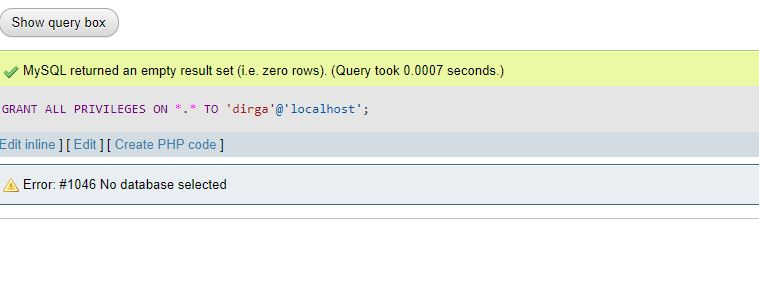 Show query box
MySQL returned an empty result set (i.e. zero rows). (Query took 0.0007 seconds.)
GRANT ALL PRIVILEGES ON *.* TO 'dirga'@'localhost';
Edit inline ] [ Edit ] [ Create PHP code ]
Error: #1046 No database selected